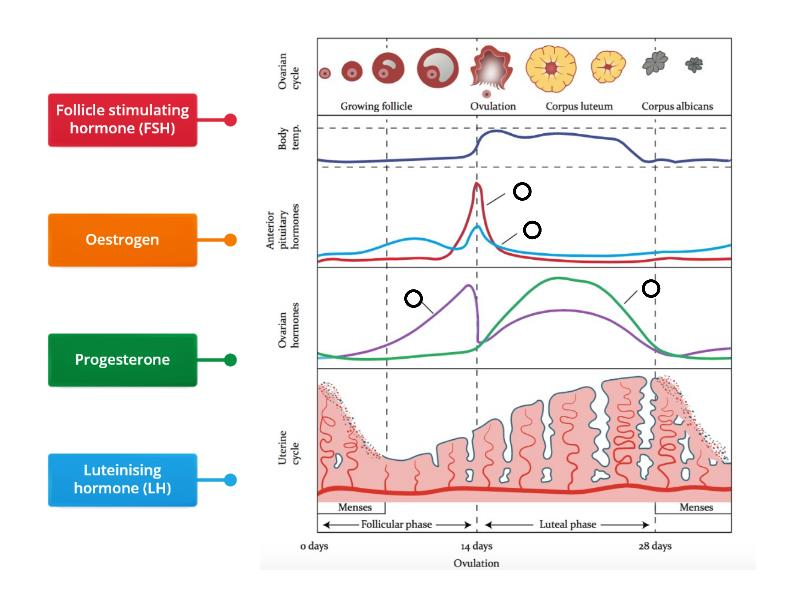 Follicle stimulating
hormone (FSH)
Oestrogen
Progesterone
Luteinising
hormone (LH)
Ovarian
cycle
Growing follicle
Ovulation
Corpus luteum
Corpus albicans
Body
temp.
Anterior
pituitary
hormones
Ovarian
hormones
Uterine
cycle
Menses
Menses
Follicular phase
Luteal phase
0 days
14 days
28 days
Ovulation